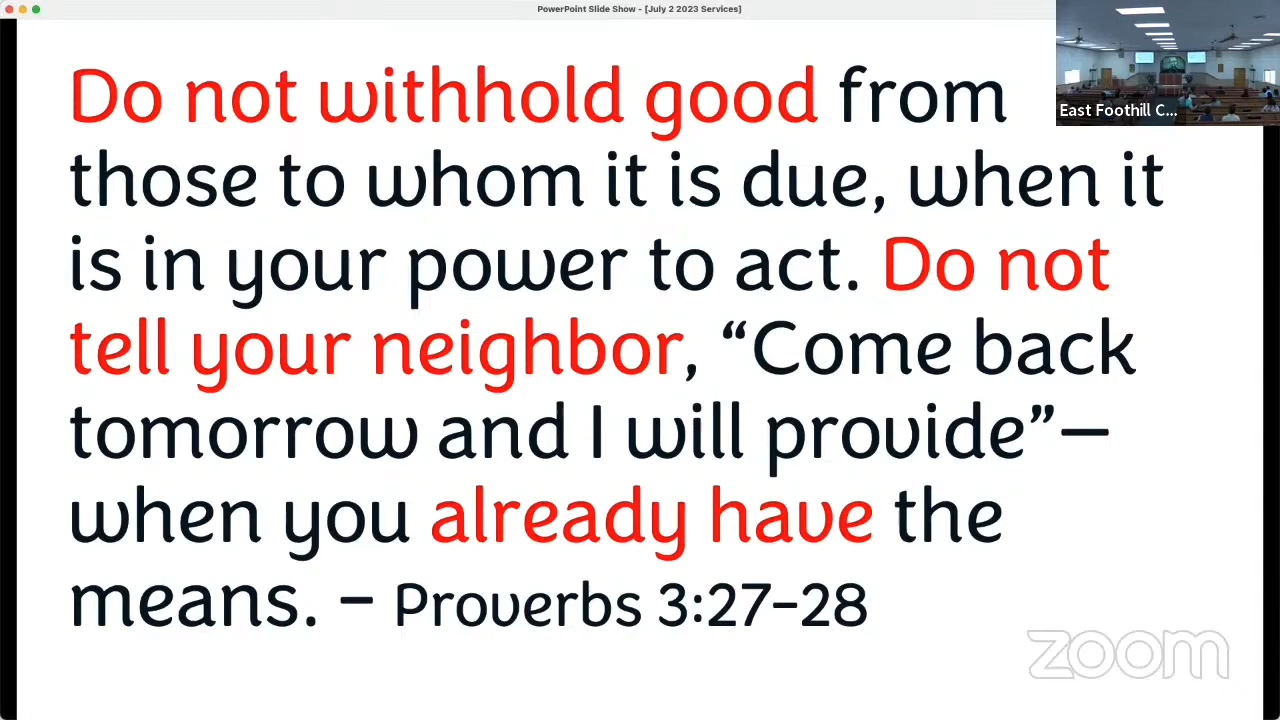 PowerPoint Slide Show - [July 2 2023 Services]
Do not withhold good from
those to whom it is due, when it
is in your power to act. Do not
tell your neighbor, “Come back
tomorrow and I will provide”—
when you already have the
means. – Proverbs 3:27–28
East Foothill C...
zoom